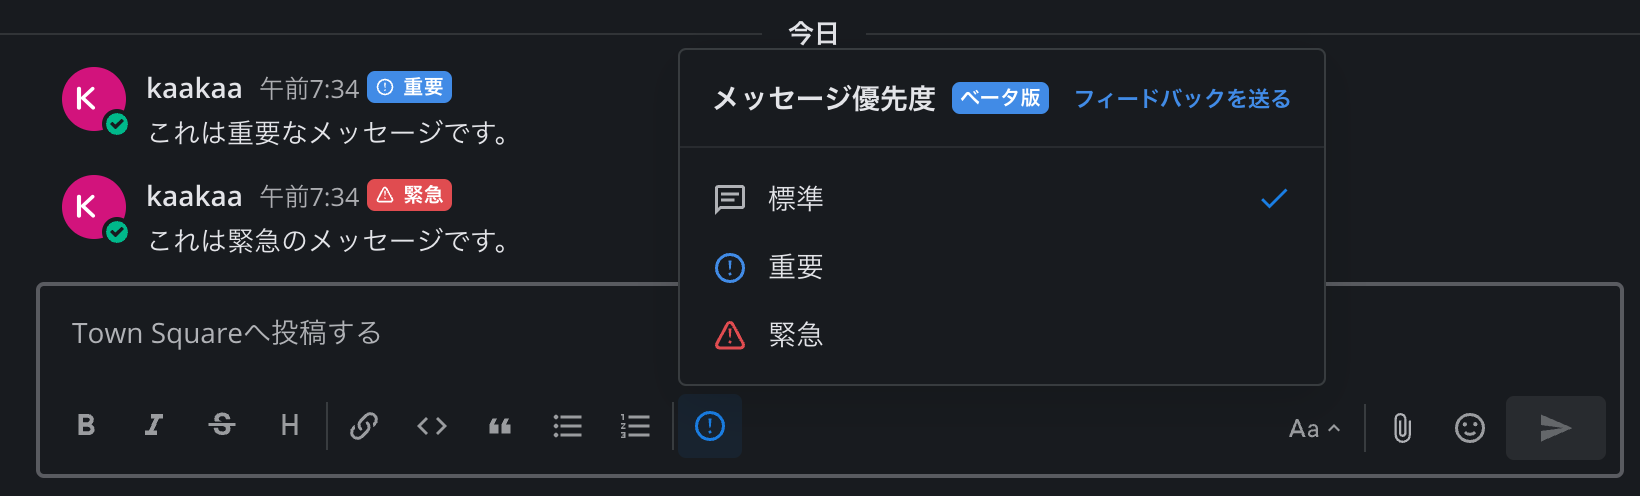 今日
K
kaakaa 午前7:34 重要
これは重要なメッセージです。
K
kaakaa 午前7:34 緊急
これは緊急のメッセージです。
メッセージ優先度 ベータ版 フィードバックを送る
標準
重要
緊急
Town Squareへ投稿する
B I S H Aa